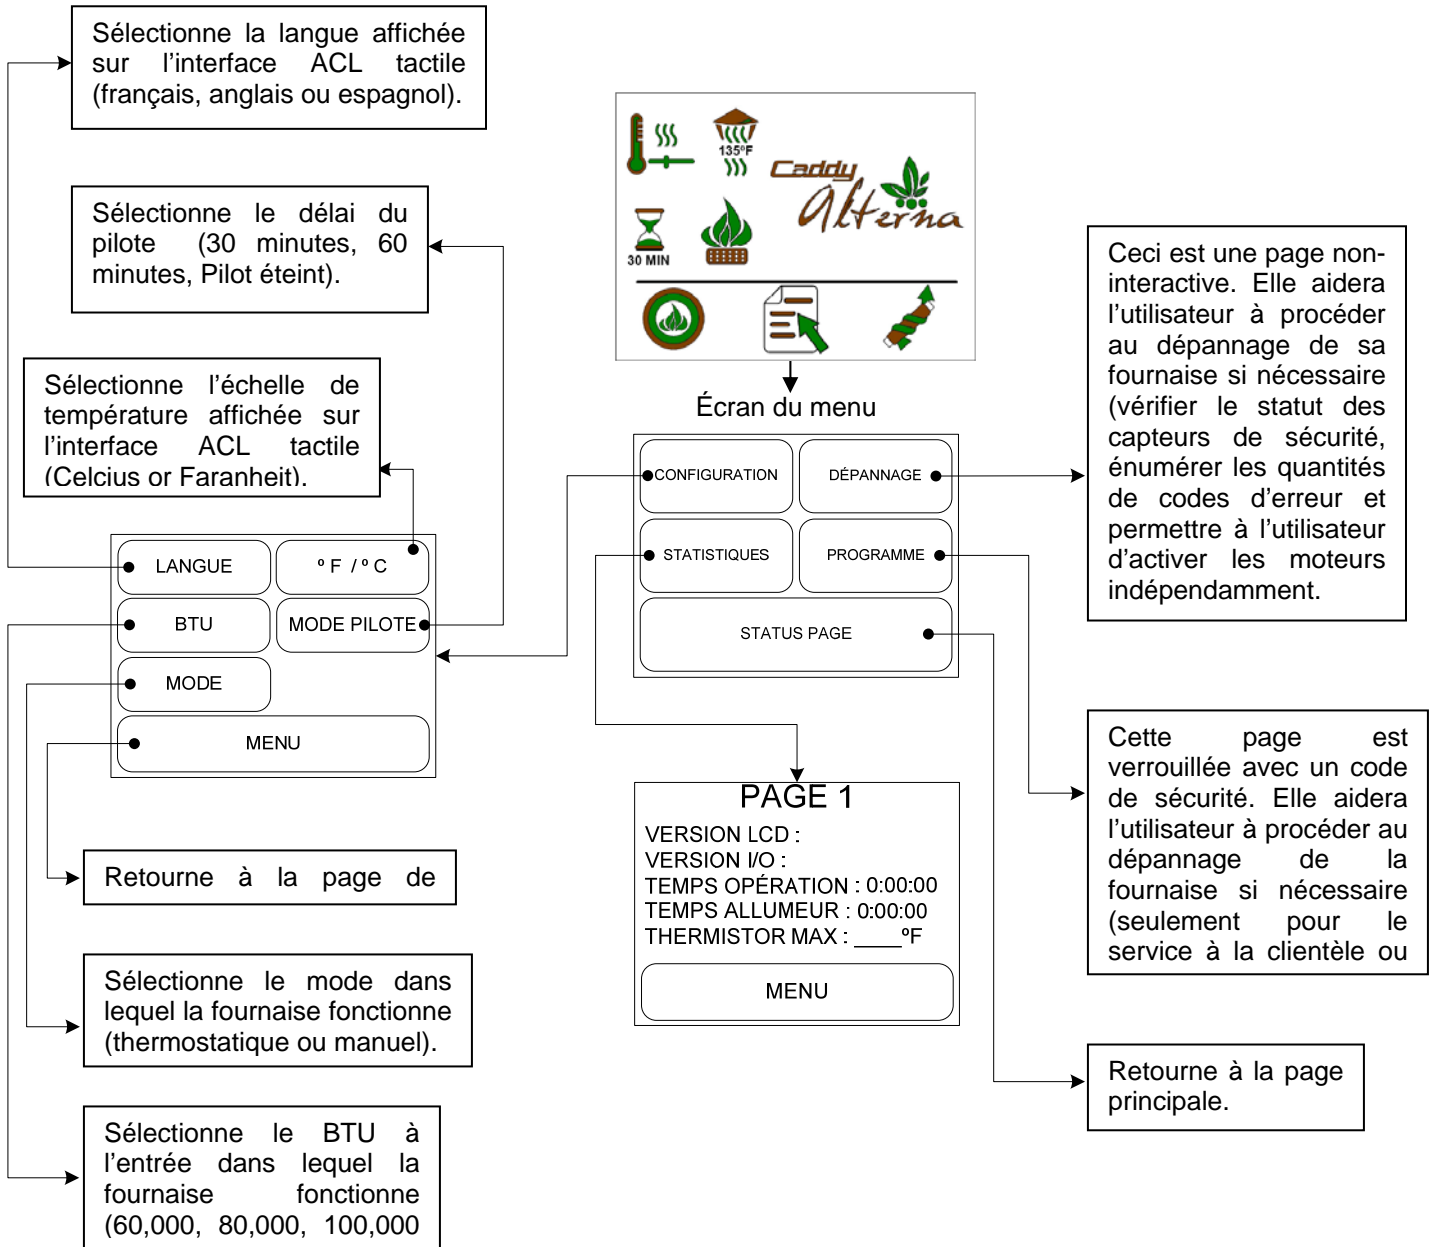 Sélectionne la langue affichée
sur l'interface ACL tactile
(français, anglais ou espagnol).
Sélectionne le délai du
pilote (30 minutes, 60
minutes, Pilot éteint).
Sélectionne l'échelle de
température affichée sur
l'interface ACL tactile
(Celcius or Faranheit).
135ºF
Caddy
Alterna
30 MIN
Écran du menu
CONFIGURATION
DÉPANNAGE
STATISTIQUES
PROGRAMME
STATUS PAGE
LANGUE
º F / º C
BTU
MODE PILOTE
MODE
MENU
Ceci est une page non-
interactive. Elle aidera
l'utilisateur à procéder
au dépannage de sa
fournaise si nécessaire
(vérifier le statut des
capteurs de sécurité,
énumérer les quantités
de codes d'erreur et
permettre à l'utilisateur
d'activer les moteurs
indépendamment.
PAGE 1
VERSION LCD :
VERSION I/O :
TEMPS OPÉRATION : 0:00:00
TEMPS ALLUMEUR : 0:00:00
THERMISTOR MAX : ____ºF
MENU
Cette page est
verrouillée avec un code
de sécurité. Elle aidera
l'utilisateur à procéder au
dépannage de la
fournaise si nécessaire
(seulement pour le
service à la clientèle ou
Retourne à la page de
Sélectionne le mode dans
lequel la fournaise fonctionne
(thermostatique ou manuel).
Retourne à la page
principale.
Sélectionne le BTU à
l'entrée dans lequel la
fournaise fonctionne
(60,000, 80,000, 100,000